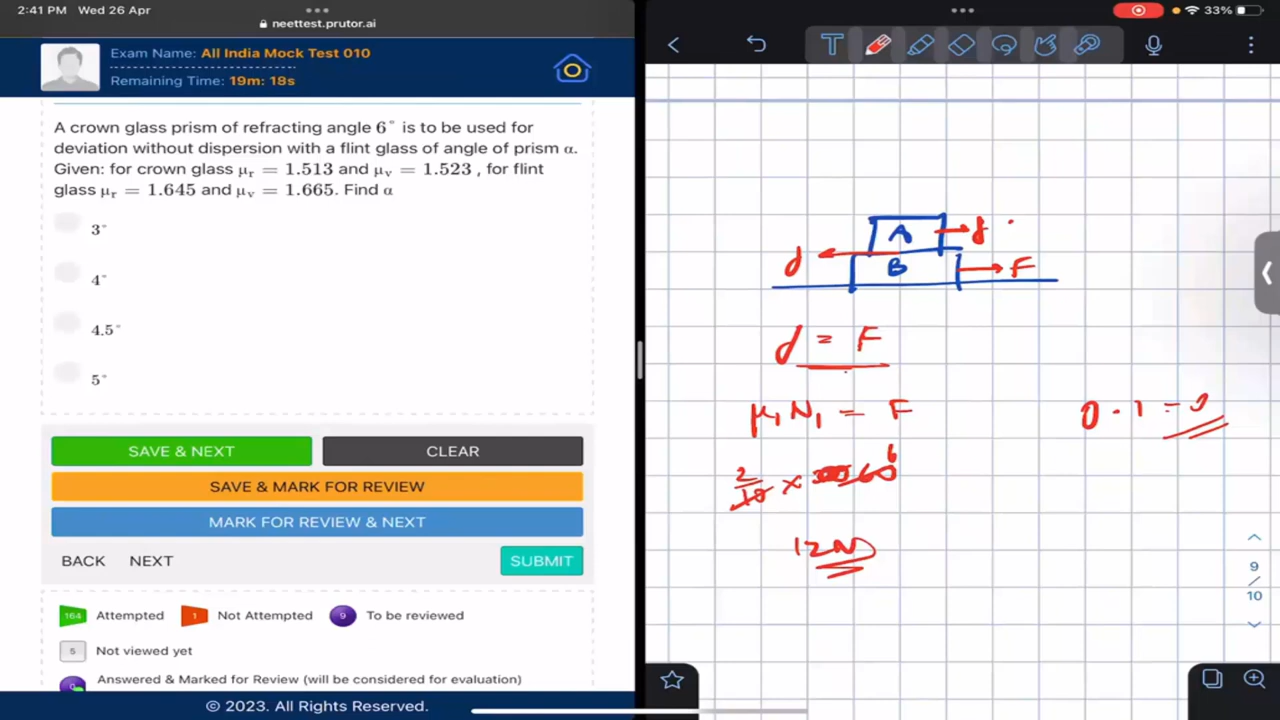 2:41 PM Wed 26 Apr
neettest.prutor.ai
33%
Exam Name: All India Mock Test 010
Remaining Time: 19m: 18s
A crown glass prism of refracting angle 6° is to be used for
deviation without dispersion with a flint glass of angle of prism α.
Given: for crown glass μr = 1.513 and μv = 1.523 , for flint
glass μr = 1.645 and μv = 1.665. Find α
3°
4°
4.5°
5°
SAVE & NEXT
CLEAR
SAVE & MARK FOR REVIEW
MARK FOR REVIEW & NEXT
BACK
NEXT
SUBMIT
164 Attempted
1 Not Attempted
9 To be reviewed
5 Not viewed yet
Answered & Marked for Review (will be considered for evaluation)
© 2023. All Rights Reserved.
T
A
f
f
B
F
f = F
μ₁N₁ = F
2/10 ×
6
12N
0.1 =
9
/
10